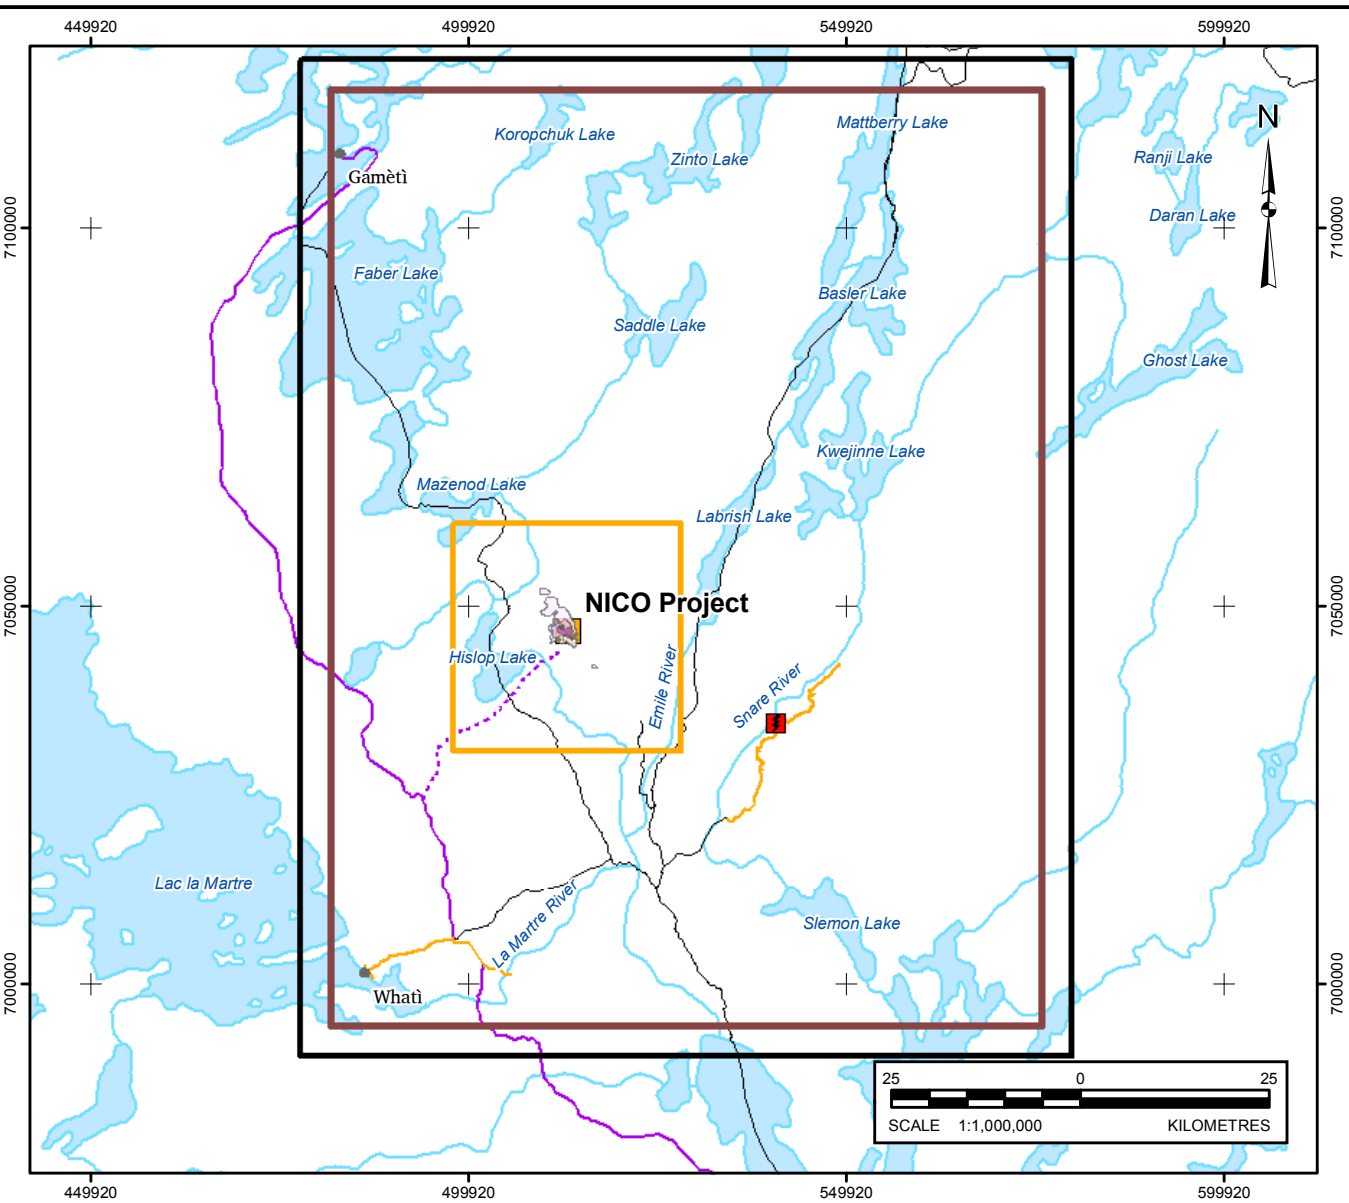 449920 499920 549920 599920
N
Mattberry Lake
Koropchuk Lake
Zinto Lake
Ranji Lake
Gamètì
Daran Lake
7100000 7100000
Faber Lake
Basler Lake
Saddle Lake
Ghost Lake
Kwejinne Lake
Mazenod Lake
Labrish Lake
NICO Project
7050000 7050000
Hislop Lake
Emile River
Snare River
Lac la Martre
La Martre River
Slemon Lake
Whatì
7000000 7000000
25 0 25
SCALE 1:1,000,000 KILOMETRES
449920 499920 549920 599920